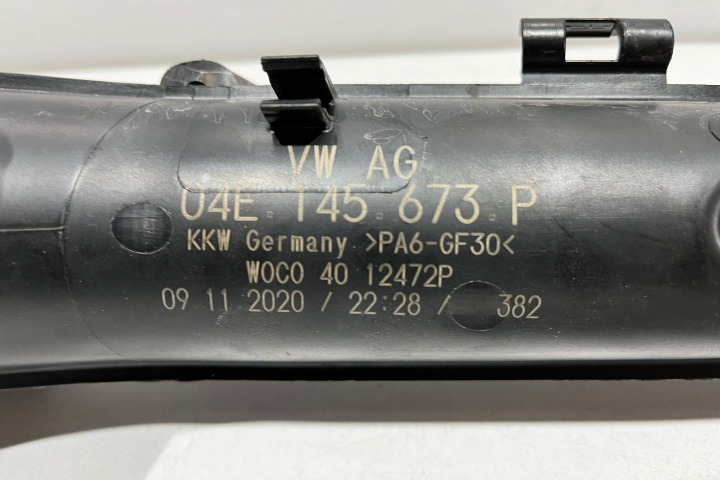 VW AG
04E.145.673.P
KKW Germany >PA6-GF30<
WOCO 40 12472P
09 11 2020 / 22:28 / 382